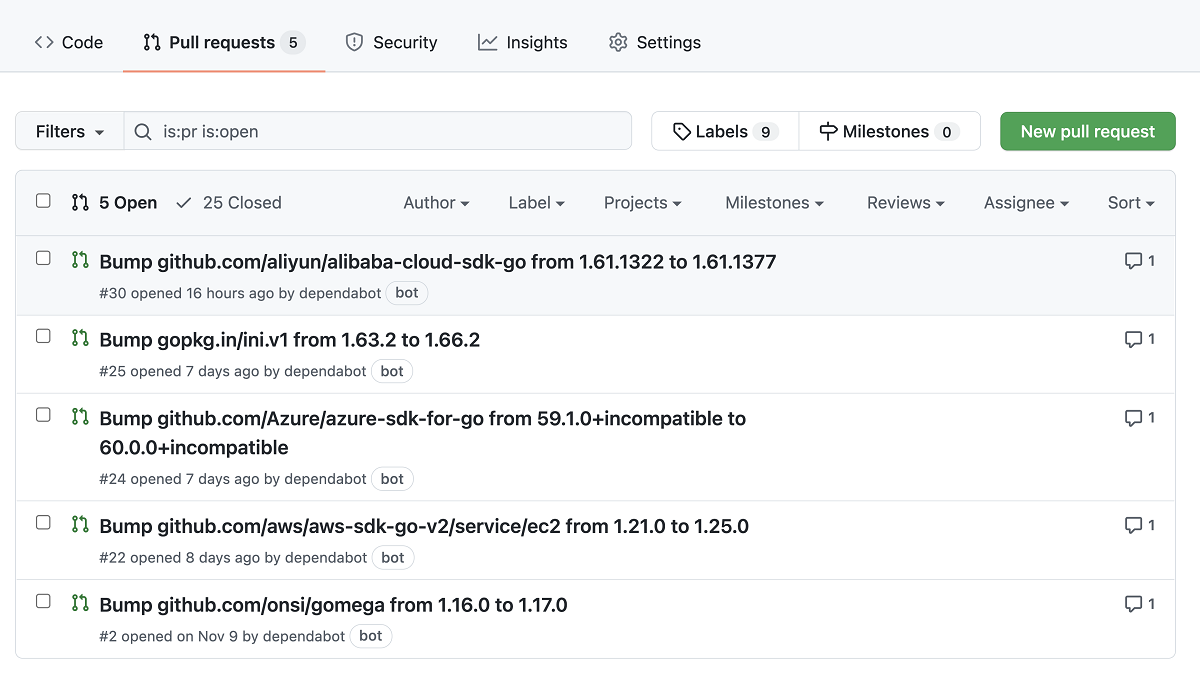 Code Pull requests 5 Security Insights Settings
Filters is:pr is:open Labels 9 Milestones 0 New pull request
5 Open 25 Closed Author Label Projects Milestones Reviews Assignee Sort
Bump github.com/aliyun/alibaba-cloud-sdk-go from 1.61.1322 to 1.61.1377 1
#30 opened 16 hours ago by dependabot bot
Bump gopkg.in/ini.v1 from 1.63.2 to 1.66.2 1
#25 opened 7 days ago by dependabot bot
Bump github.com/Azure/azure-sdk-for-go from 59.1.0+incompatible to 1
60.0.0+incompatible
#24 opened 7 days ago by dependabot bot
Bump github.com/aws/aws-sdk-go-v2/service/ec2 from 1.21.0 to 1.25.0 1
#22 opened 8 days ago by dependabot bot
Bump github.com/onsi/gomega from 1.16.0 to 1.17.0 1
#2 opened on Nov 9 by dependabot bot